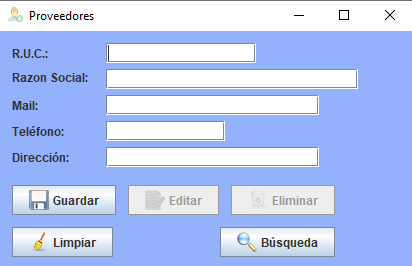 Proveedores
R.U.C.:
Razon Social:
Mail:
Teléfono:
Dirección:
Guardar Editar Eliminar
Limpiar Búsqueda